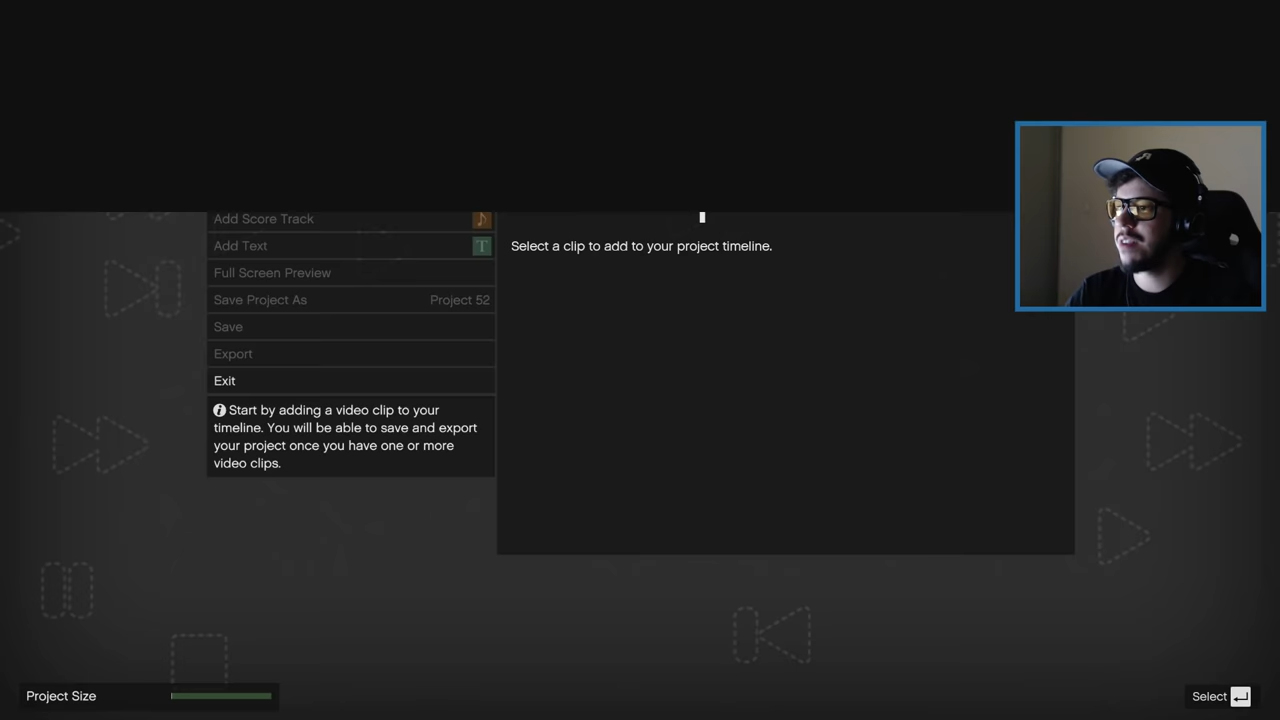 Add Score Track
Add Text T
Full Screen Preview
Save Project As Project 52
Save
Export
Exit
Start by adding a video clip to your
timeline. You will be able to save and export
your project once you have one or more
video clips.
Select a clip to add to your project timeline.
Project Size
Select